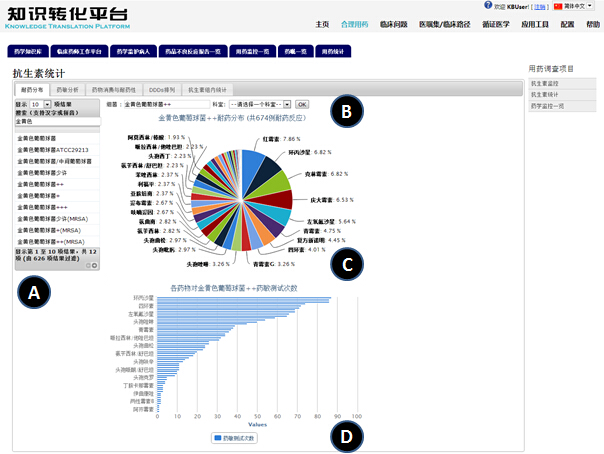 知识转化平台
KNOWLEDGE TRANSLATION PLATFORM
欢迎 KBUser! [ 注销 ] 简体中文
主页 合理用药 临床问题 医嘱集/临床路径 循证医学 应用工具 配置 帮助
药学知识库 临床药师工作平台 药学监护病人 药品不良反应报告一览 用药监控一览 药嘱一览 用药统计
抗生素统计
用药调查项目
抗生素监控
抗生素统计
药学监控一览
耐药分布 药敏分析 药物消费与耐药性 DDDs排列 抗生素组内统计
显示 10 项结果
搜索 (支持汉字或拼音)
金黄色
金黄色葡萄球菌
金黄色葡萄球菌ATCC29213
金黄色葡萄球菌/中间葡萄球菌
金黄色葡萄球菌少许
金黄色葡萄球菌++
金黄色葡萄球菌+
金黄色葡萄球菌+++
金黄色葡萄球菌少许(MRSA)
金黄色葡萄球菌+(MRSA)
金黄色葡萄球菌++(MRSA)
显示第 1 至 10 项结果，共 12 项 (由 626 项结果过滤)
A
细菌 : 金黄色葡萄球菌++ 科室: --请选择一个科室-- OK
B
金黄色葡萄球菌++耐药分布 (共674例耐药反应)
红霉素: 7.86 %
环丙沙星: 6.82 %
克林霉素: 6.82 %
庆大霉素: 6.53 %
左氧氟沙星: 5.64 %
青霉素: 4.75 %
复方新诺明: 4.45 %
四环素: 4.01 %
青霉素G: 3.26 %
头孢唑啉: 3.26 %
头孢吡肟: 2.97 %
头孢曲松: 2.97 %
氨苄西林: 2.82 %
氨曲南: 2.82 %
呋喃妥因: 2.67 %
亚胺培南: 2.37 %
利福平: 2.37 %
苯唑西林: 2.37 %
氨苄西林/舒巴坦: 2.23 %
头孢西丁: 2.23 %
哌拉西林/他唑巴坦: 2.23 %
阿莫西林/棒酸: 1.93 %
C
各药物对金黄色葡萄球菌++药敏测试次数
环丙沙星
四环素
左氧氟沙星
头孢唑啉
青霉素
哌拉西林/他唑巴坦
头孢曲松
氨苄西林/舒巴坦
头孢哌酮/舒巴坦
头孢克罗
丁胺卡那霉素
伊曲康唑
两性霉素B
阿奇霉素
0 10 20 30 40 50 60 70 80 90 100
Values
药敏测试次数
D